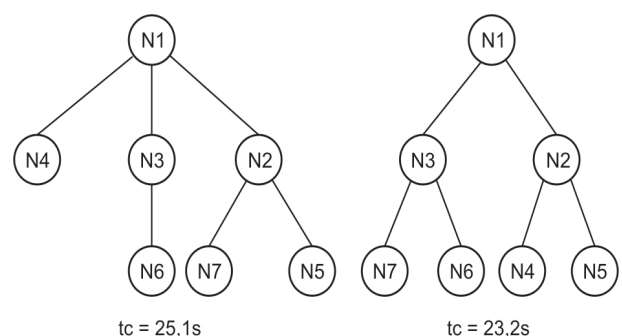 N1 N1
N4 N3 N2 N3 N2
N6 N7 N5 N7 N6 N4 N5
tc = 25,1s tc = 23,2s